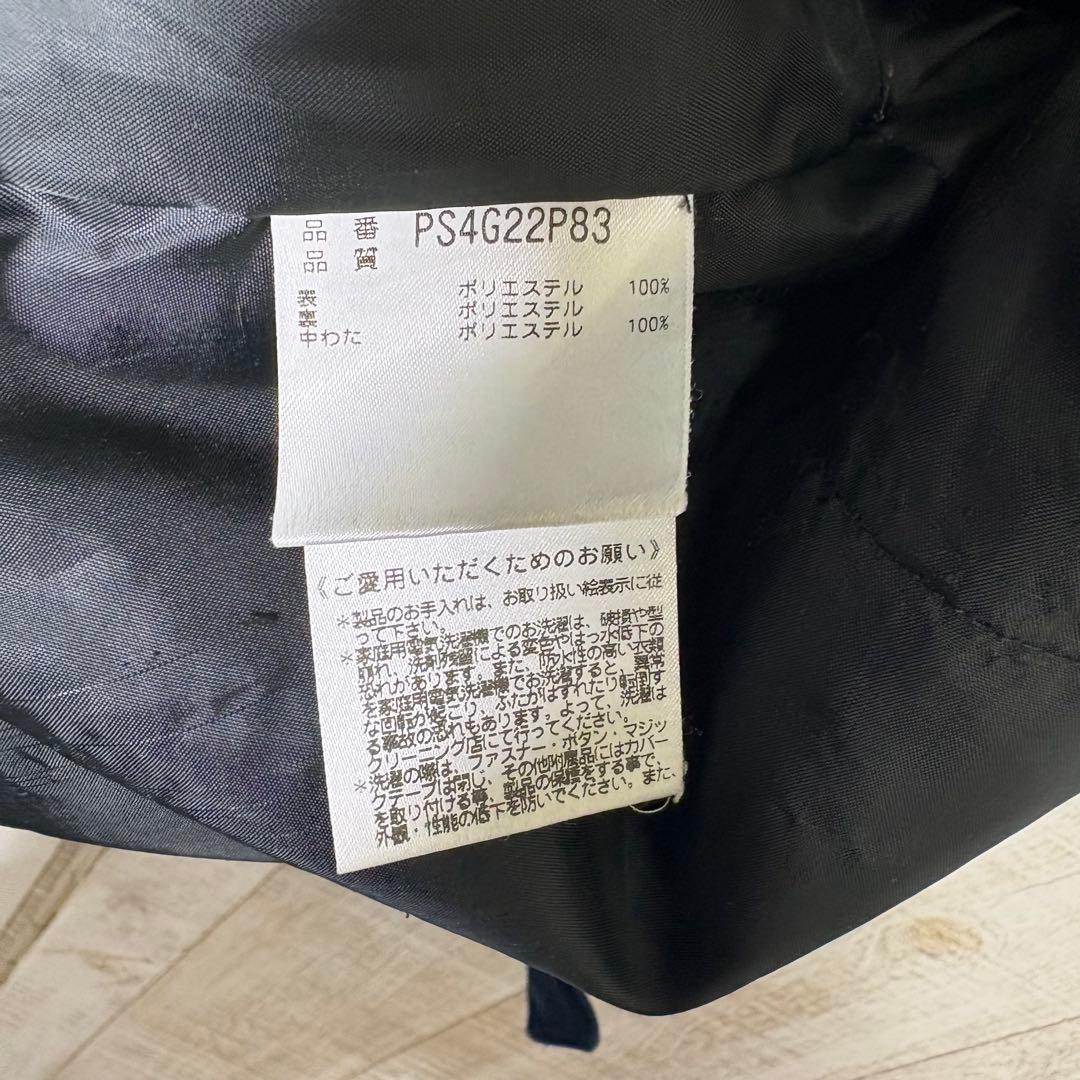 品 番 PS4G22P83
品 質
表 ポリエステル 100%
裏 ポリエステル
中わた ポリエステル 100%
《ご愛用いただくためのお願い》
*製品のお手入れは、お取り扱い絵表示に従
って下さい。
*家庭用電気洗濯機でのお洗濯は、破損や型
崩れ、洗剤残留による変色やはっ水低下の
恐れがあります。また、防水性の高い衣類
を家庭用電気洗濯機でお洗濯すると、異常
な回転が起こり、ふたがはずれたり射倒す
る事故の恐れもあります。よって、洗濯は
クリーニング店にて行ってください。
*洗濯の際は、ファスナー・ボタン・マジッ
クテープは閉じ、その他附属品にはカバー
を取り付ける事、製品の保護をする事で、
外観・性能の低下を防いでください。また、